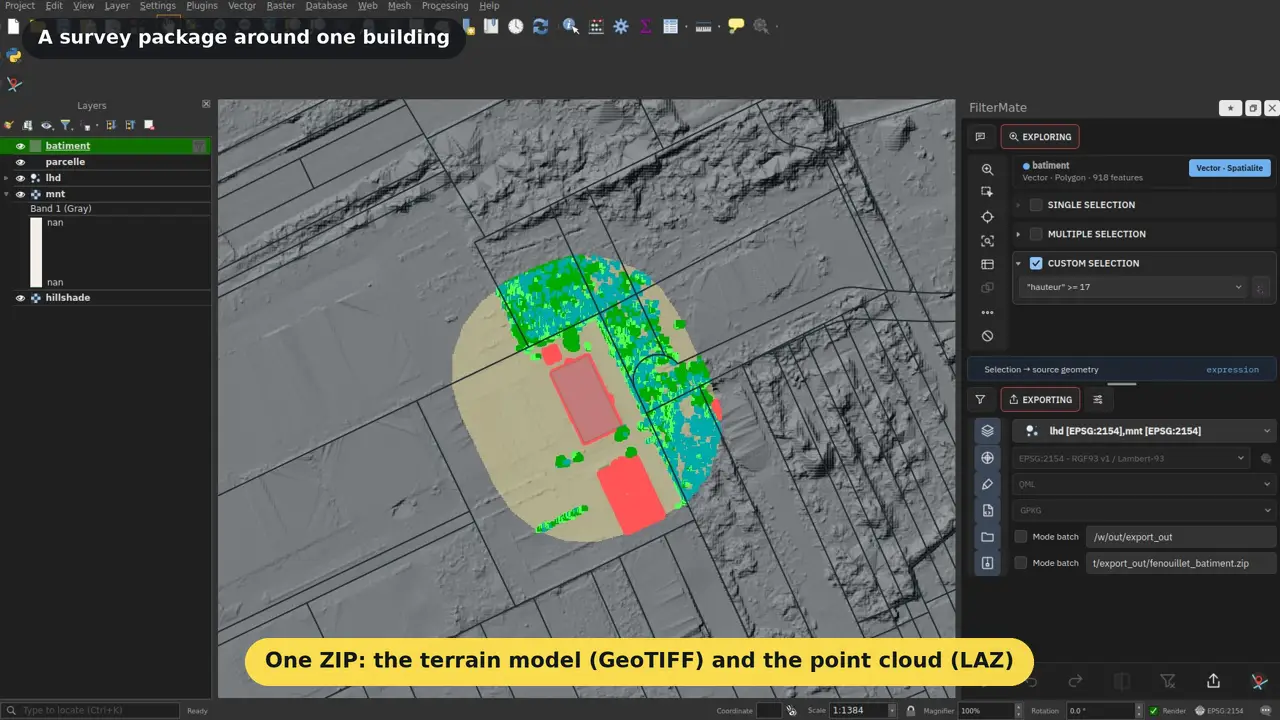 Project Edit View Layer Settings Plugins Vector Raster Database Web Mesh Processing Help
A survey package around one building
Layers
batiment
parcelle
lhd
mnt
Band 1 (Gray)
nan
nan
hillshade
FilterMate
EXPLORING
batiment
Vector · Polygon · 918 features
Vector · Spatialite
SINGLE SELECTION
MULTIPLE SELECTION
CUSTOM SELECTION
"hauteur" >= 17
Selection → source geometry expression
EXPORTING
lhd [EPSG:2154],mnt [EPSG:2154]
EPSG:2154 - RGF93 v1 / Lambert-93
QML
GPKG
Mode batch /w/out/export_out
Mode batch t/export_out/fenouillet_batiment.zip
One ZIP: the terrain model (GeoTIFF) and the point cloud (LAZ)
Type to locate (Ctrl+K) Ready Coordinate Scale 1:1384 Magnifier 100% Rotation 0.0 ° Render EPSG:2154